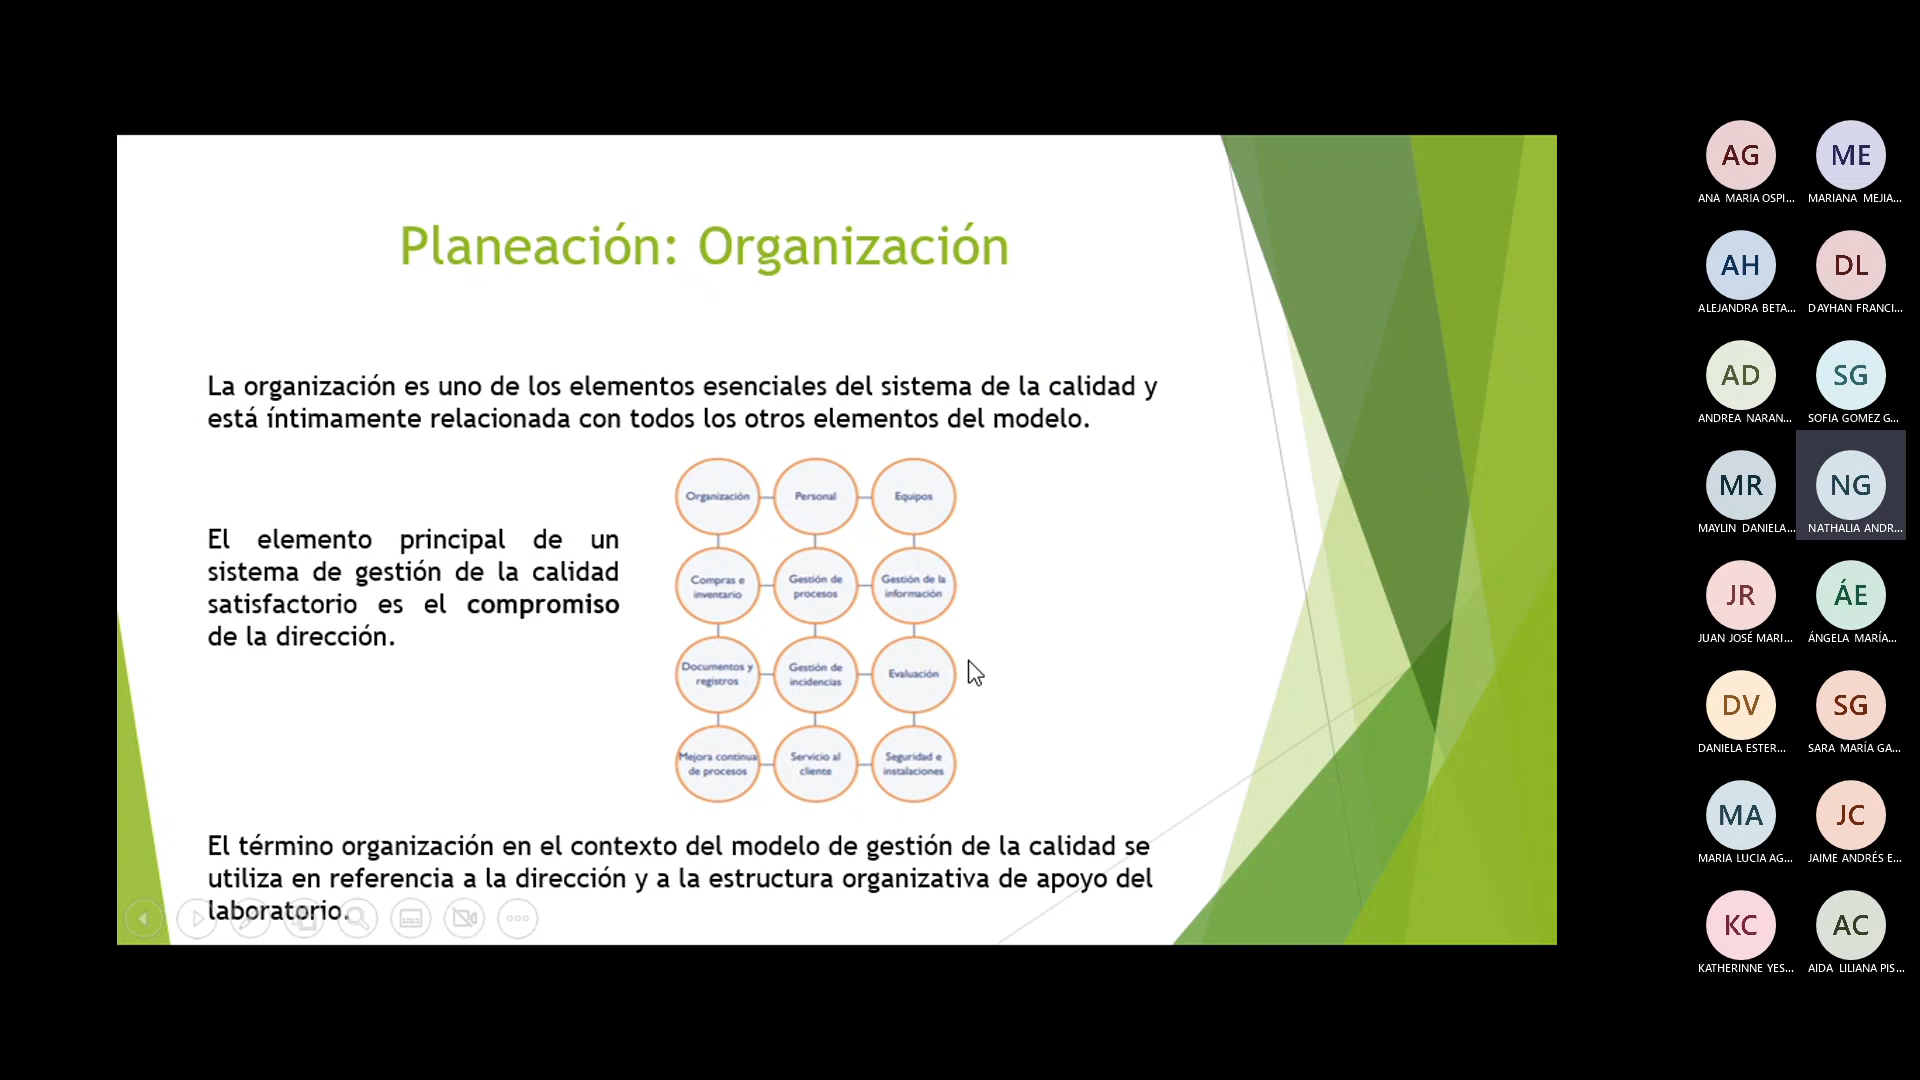 Planeación: Organización
La organización es uno de los elementos esenciales del sistema de la calidad y
está íntimamente relacionada con todos los otros elementos del modelo.
El elemento principal de un
sistema de gestión de la calidad
satisfactorio es el compromiso
de la dirección.
Organización
Personal
Equipos
Compras e
inventario
Gestión de
procesos
Gestión de la
información
Documentos y
registros
Gestión de
incidencias
Evaluación
Mejora continua
de procesos
Servicio al
cliente
Seguridad e
instalaciones
El término organización en el contexto del modelo de gestión de la calidad se
utiliza en referencia a la dirección y a la estructura organizativa de apoyo del
laboratorio.
AG
ANA MARIA OSPI...
ME
MARIANA MEJIA...
AH
ALEJANDRA BETA...
DL
DAYHAN FRANCI...
AD
ANDREA NARAN...
SG
SOFIA GOMEZ G...
MR
MAYLIN DANIELA...
NG
NATHALIA ANDR...
JR
JUAN JOSÉ MARI...
ÁE
ÁNGELA MARÍA...
DV
DANIELA ESTER...
SG
SARA MARÍA GA...
MA
MARIA LUCIA AG...
JC
JAIME ANDRÉS E...
KC
KATHERINNE YES...
AC
AIDA LILIANA PIS...